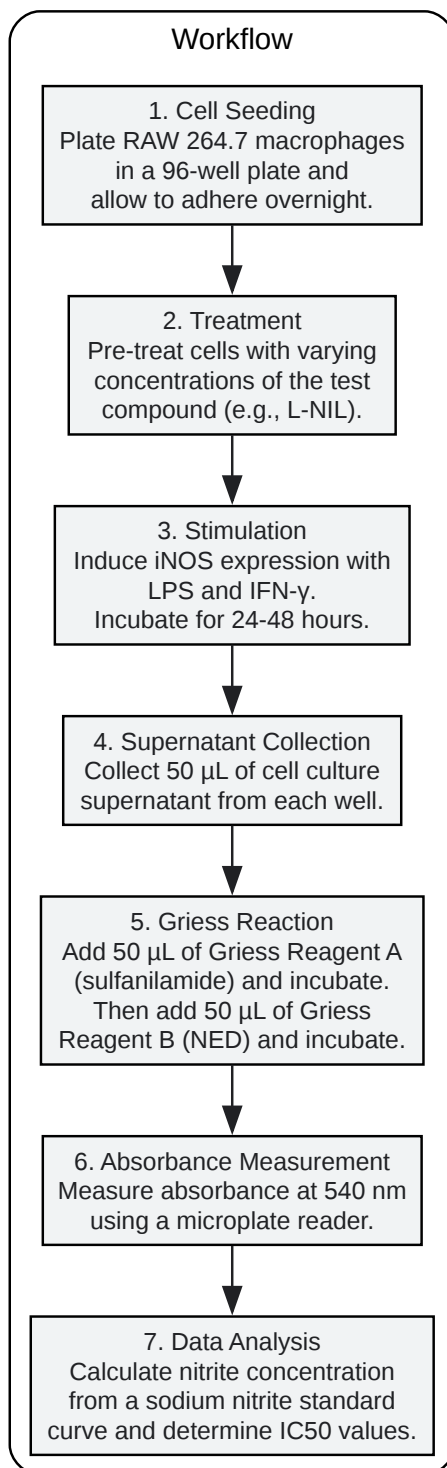 Workflow
1. Cell Seeding
Plate RAW 264.7 macrophages
in a 96-well plate and
allow to adhere overnight.
2. Treatment
Pre-treat cells with varying
concentrations of the test
compound (e.g., L-NIL).
3. Stimulation
Induce iNOS expression with
LPS and IFN-γ.
Incubate for 24-48 hours.
4. Supernatant Collection
Collect 50 µL of cell culture
supernatant from each well.
5. Griess Reaction
Add 50 µL of Griess Reagent A
(sulfanilamide) and incubate.
Then add 50 µL of Griess
Reagent B (NED) and incubate.
6. Absorbance Measurement
Measure absorbance at 540 nm
using a microplate reader.
7. Data Analysis
Calculate nitrite concentration
from a sodium nitrite standard
curve and determine IC50 values.